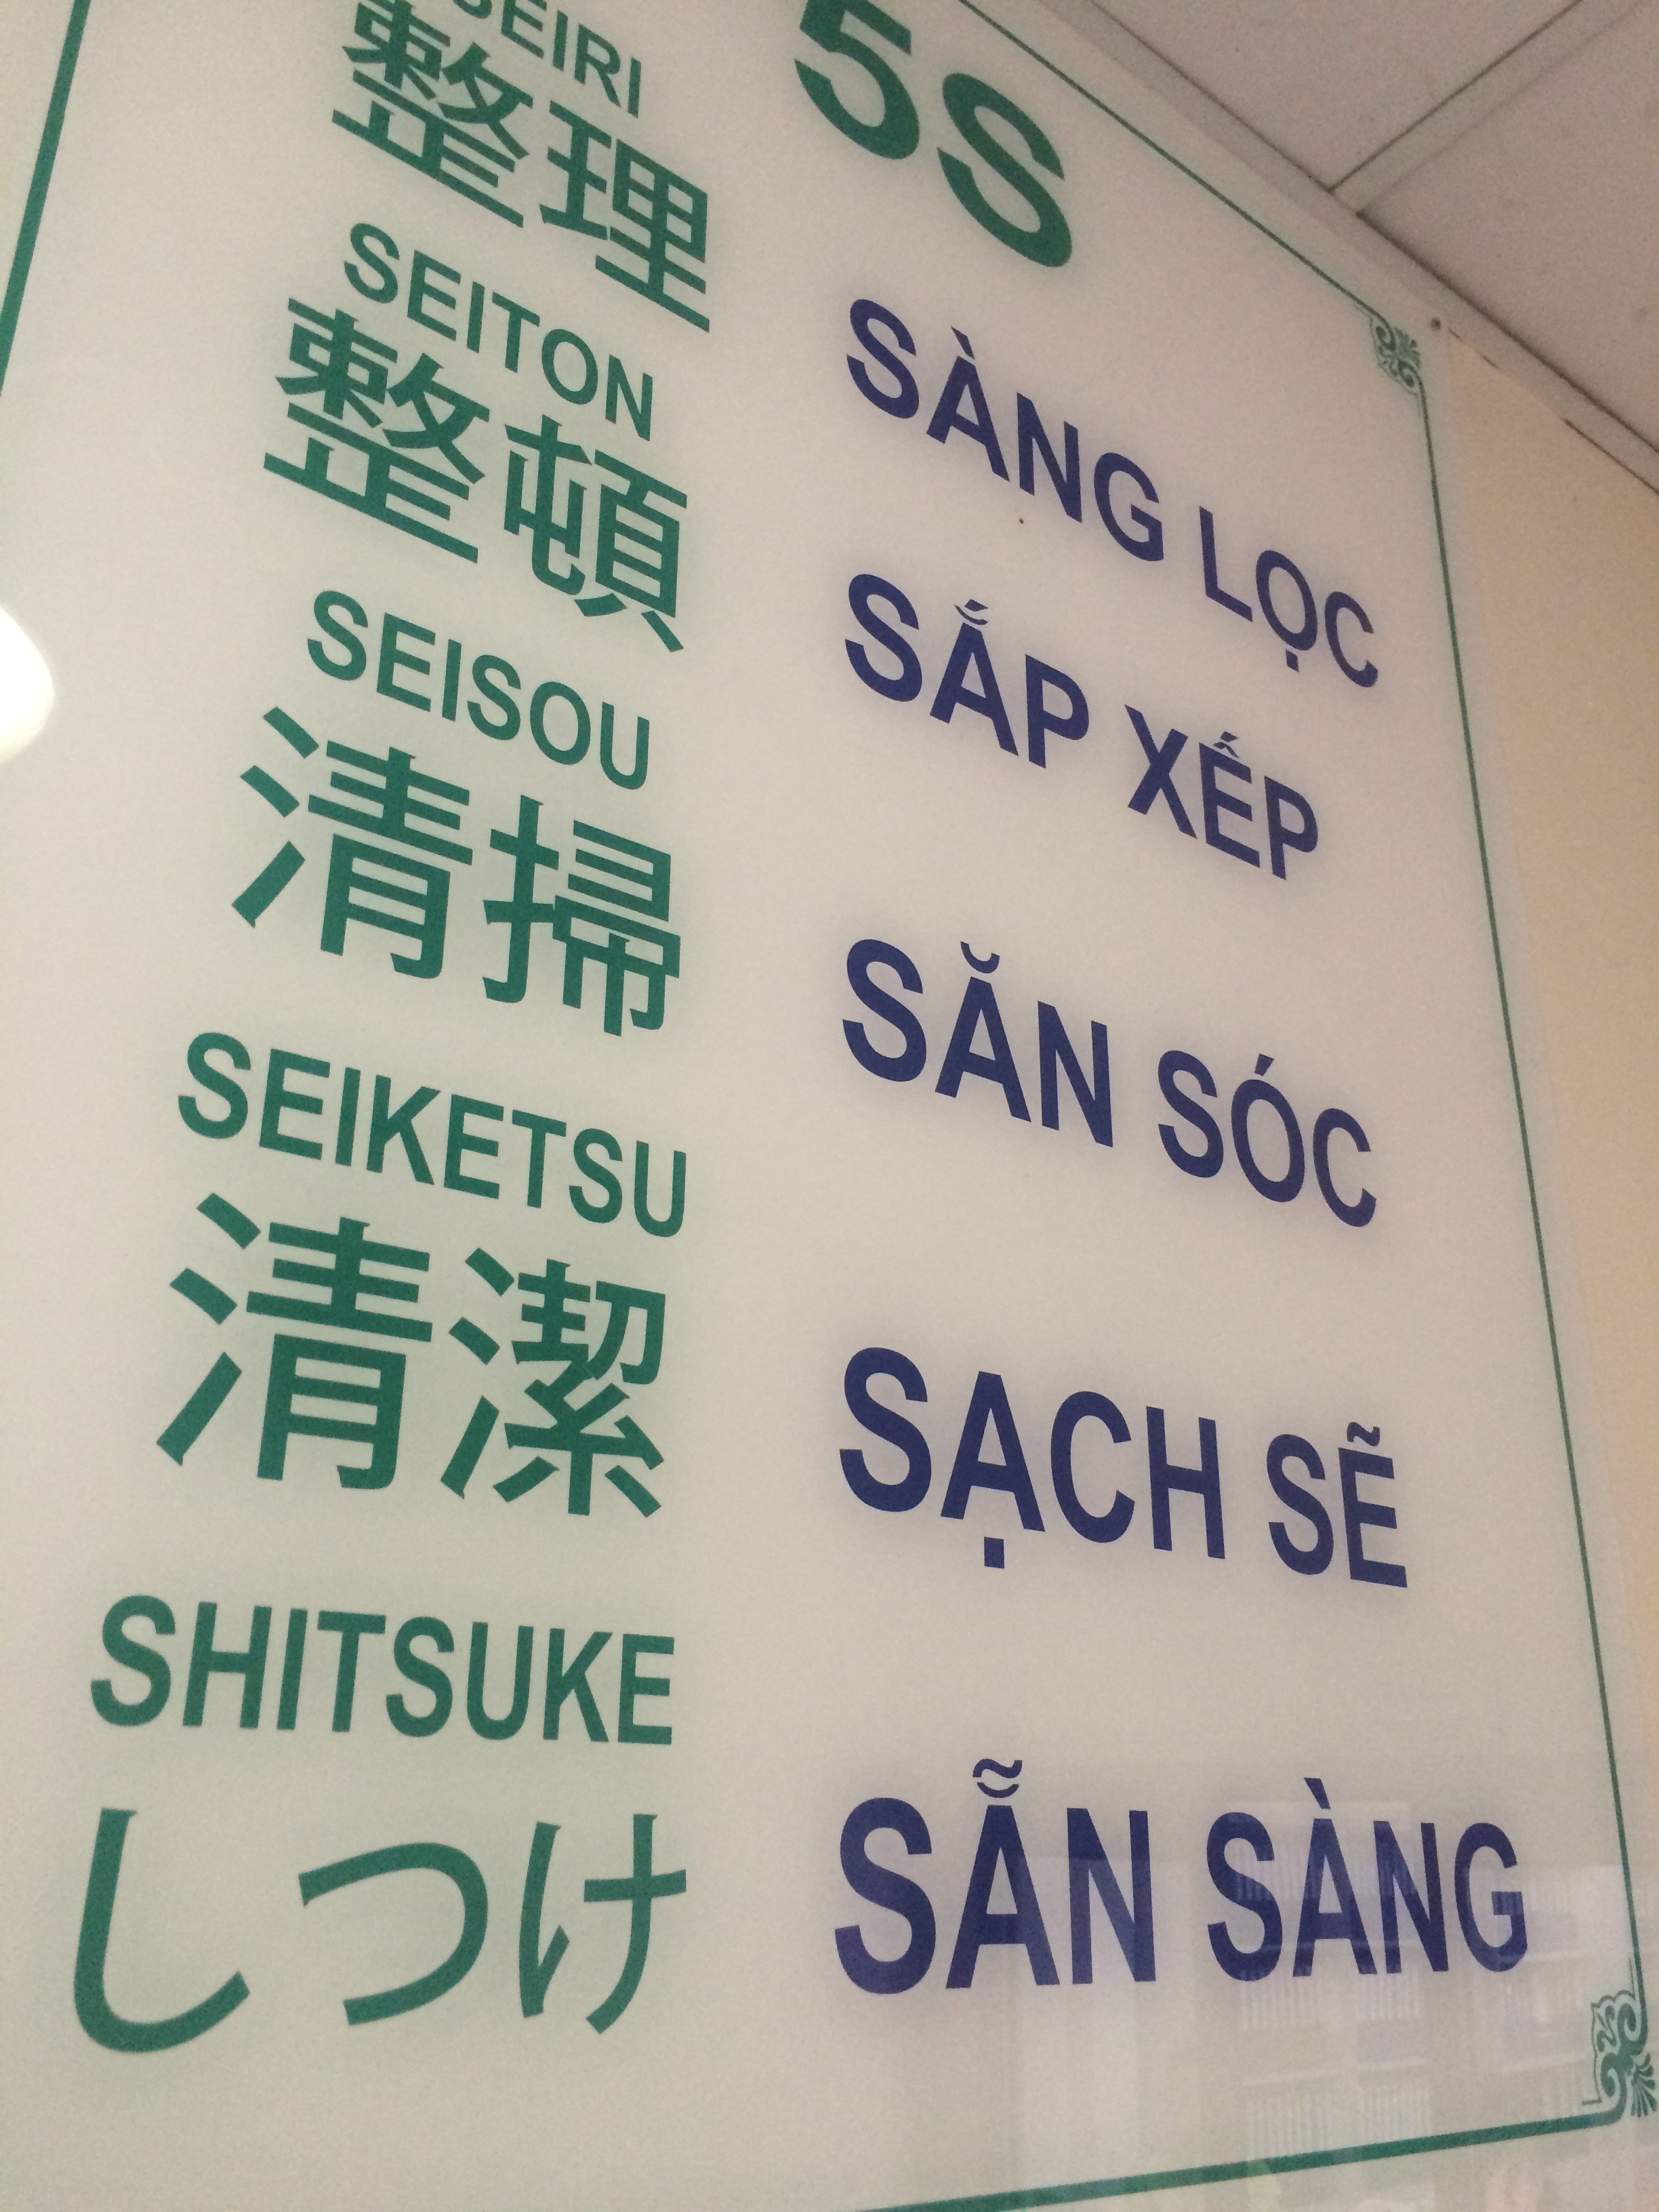 5S
SEIRI
整理
SÀNG LỌC
SEITON
整頓
SẮP XẾP
SEISOU
清掃
SĂN SÓC
SEIKETSU
清潔
SẠCH SẼ
SHITSUKE
しつけ
SẴN SÀNG